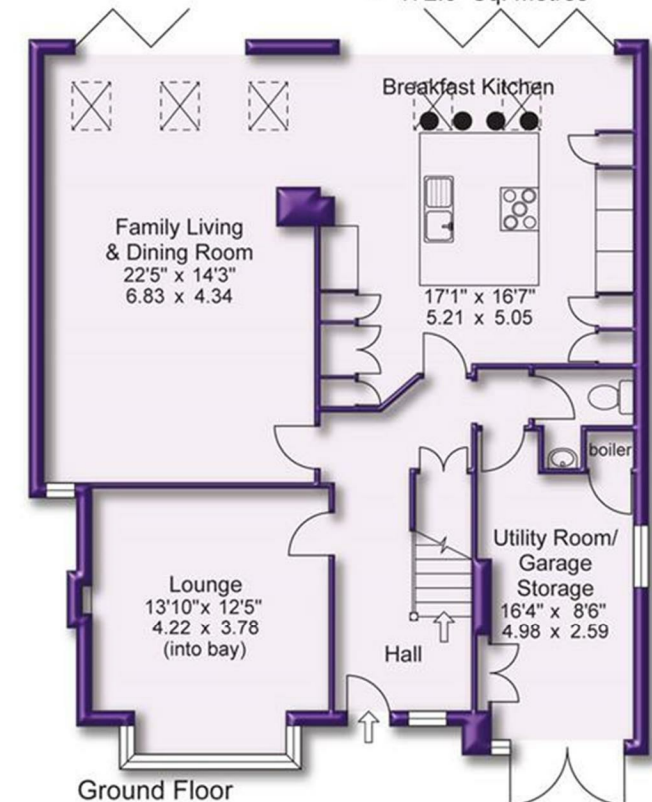 Breakfast Kitchen
Family Living
& Dining Room
22'5" x 14'3"
6.83 x 4.34
17'1" x 16'7"
5.21 x 5.05
boiler
Utility Room/
Garage
Storage
16'4" x 8'6"
4.98 x 2.59
Lounge
13'10"x 12'5"
4.22 x 3.78
(into bay)
Hall
Ground Floor